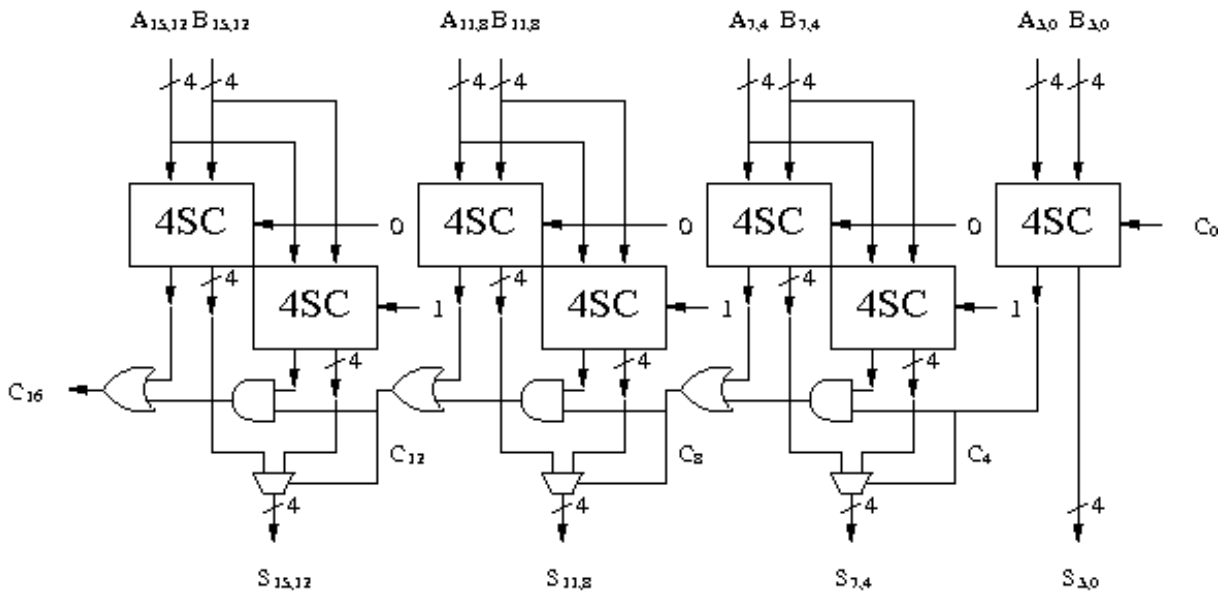 A15,12 B15,12 A11,8 B11,8 A7,4 B7,4 A3,0 B3,0
4 4 4 4 4 4 4 4
4SC 0 4SC 0 4SC 0 4SC C0
4 4 4
4SC 1 4SC 1 4SC 1
4 4 4
C16
C12 C8 C4
4 4 4 4
S15,12 S11,8 S7,4 S3,0